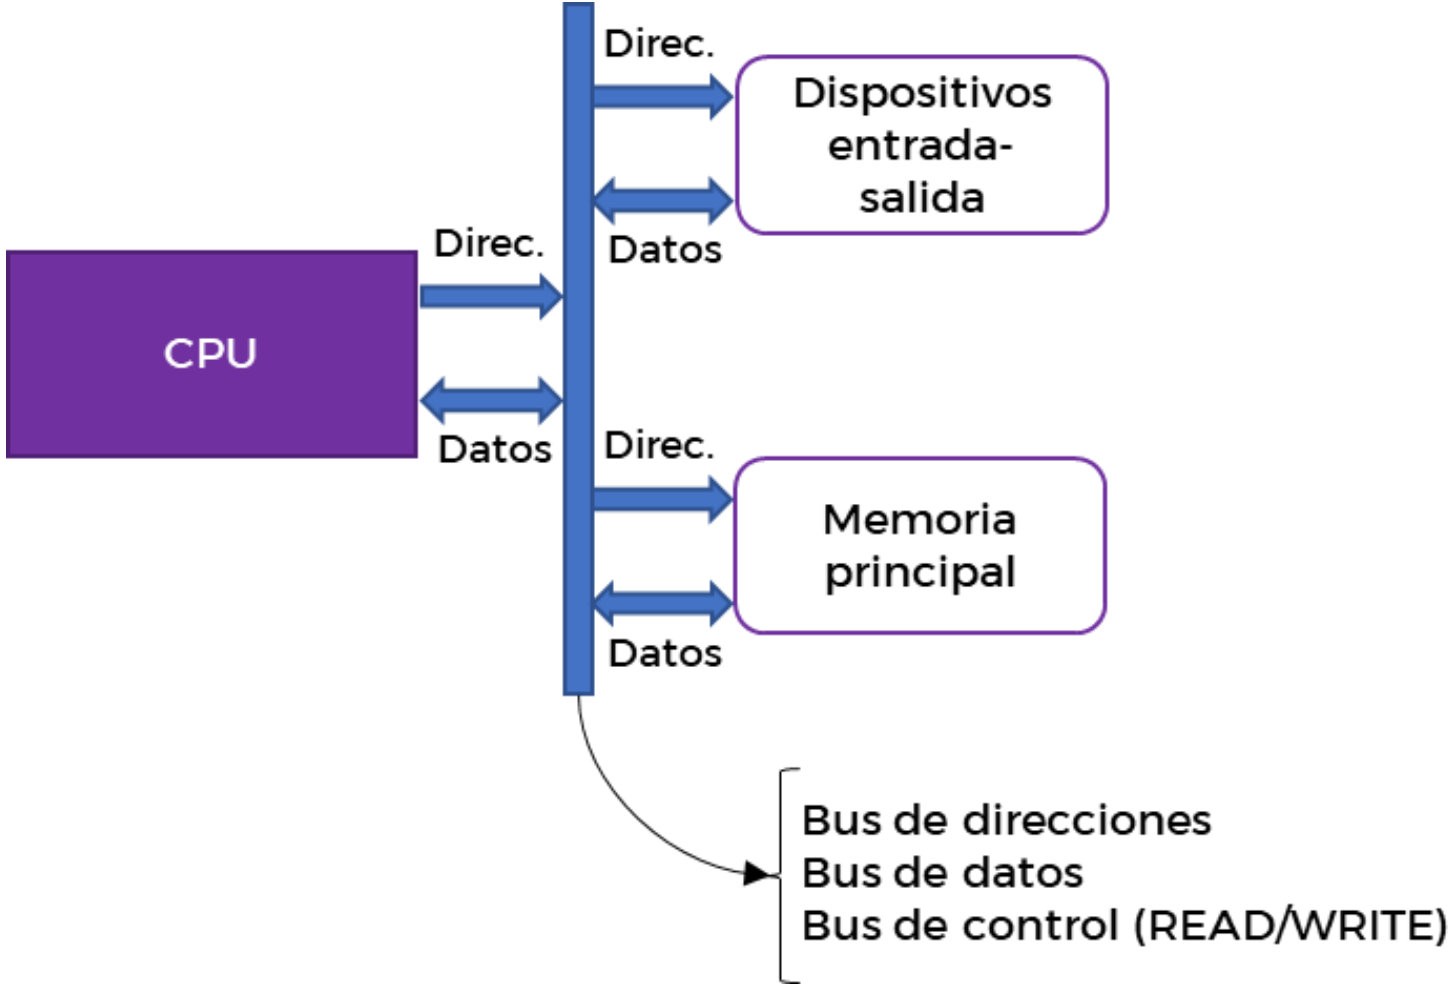 Direc.
Dispositivos
entrada-
salida
Datos
Direc.
CPU
Datos
Direc.
Memoria
principal
Datos
Bus de direcciones
Bus de datos
Bus de control (READ/WRITE)